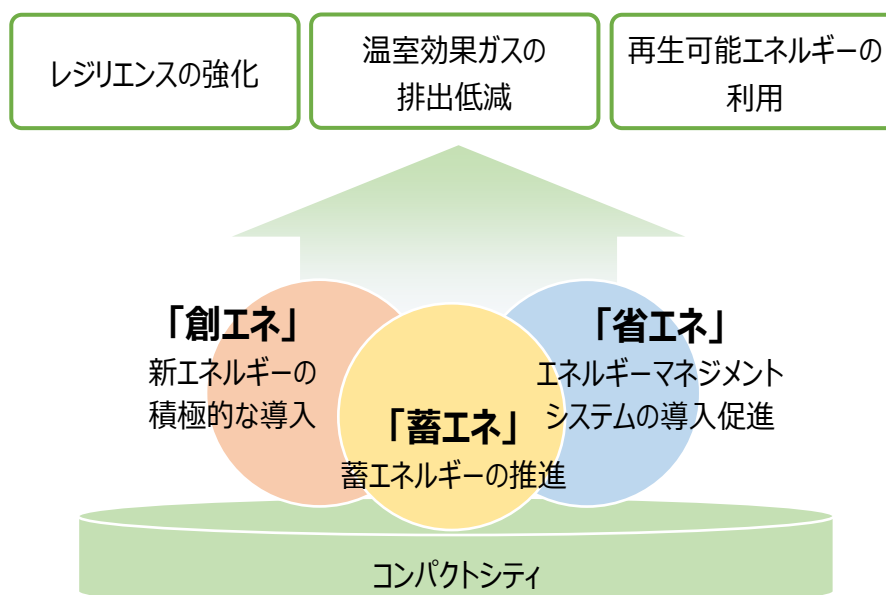 レジリエンスの強化
温室効果ガスの
排出低減
再生可能エネルギーの
利用
「創エネ」
新エネルギーの
積極的な導入
「省エネ」
エネルギーマネジメント
システムの導入促進
「蓄エネ」
蓄エネルギーの推進
コンパクトシティ